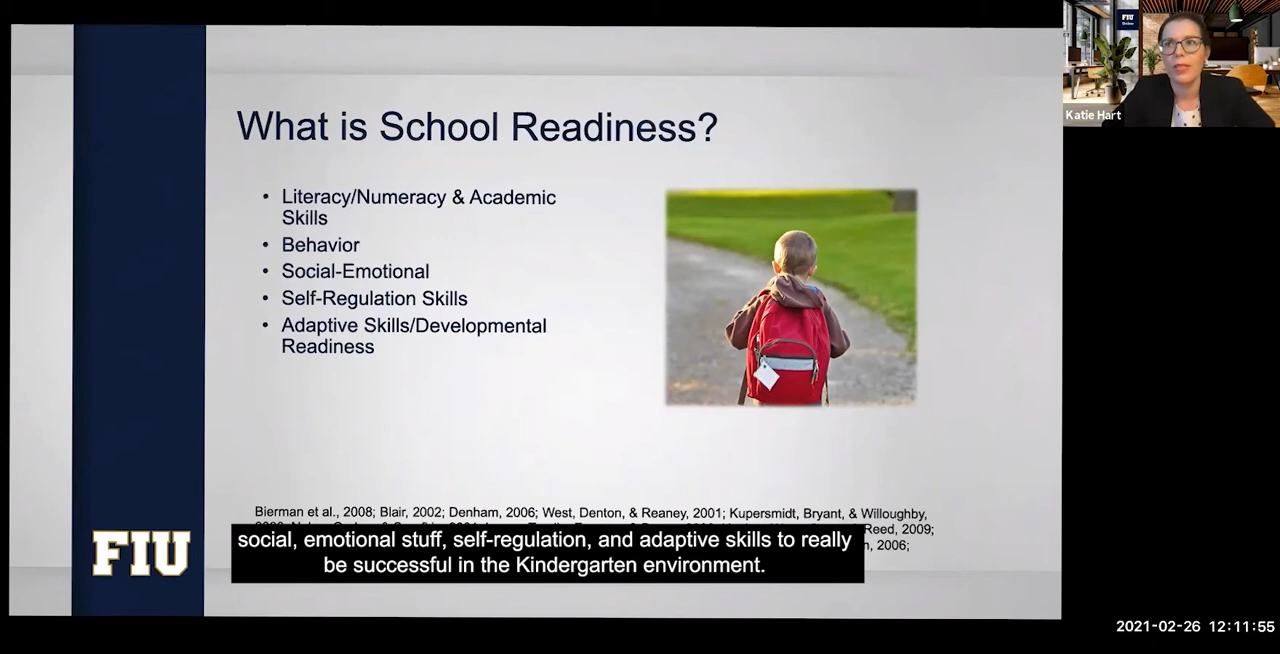 What is School Readiness?
• Literacy/Numeracy & Academic
Skills
• Behavior
• Social-Emotional
• Self-Regulation Skills
• Adaptive Skills/Developmental
Readiness
Bierman et al., 2008; Blair, 2002; Denham, 2006; West, Denton, & Reaney, 2001; Kupersmidt, Bryant, & Willoughby,
Reed, 2009;
2006;
social, emotional stuff, self-regulation, and adaptive skills to really
be successful in the Kindergarten environment.
FIU
FIU
Katie Hart
2021-02-26 12:11:55